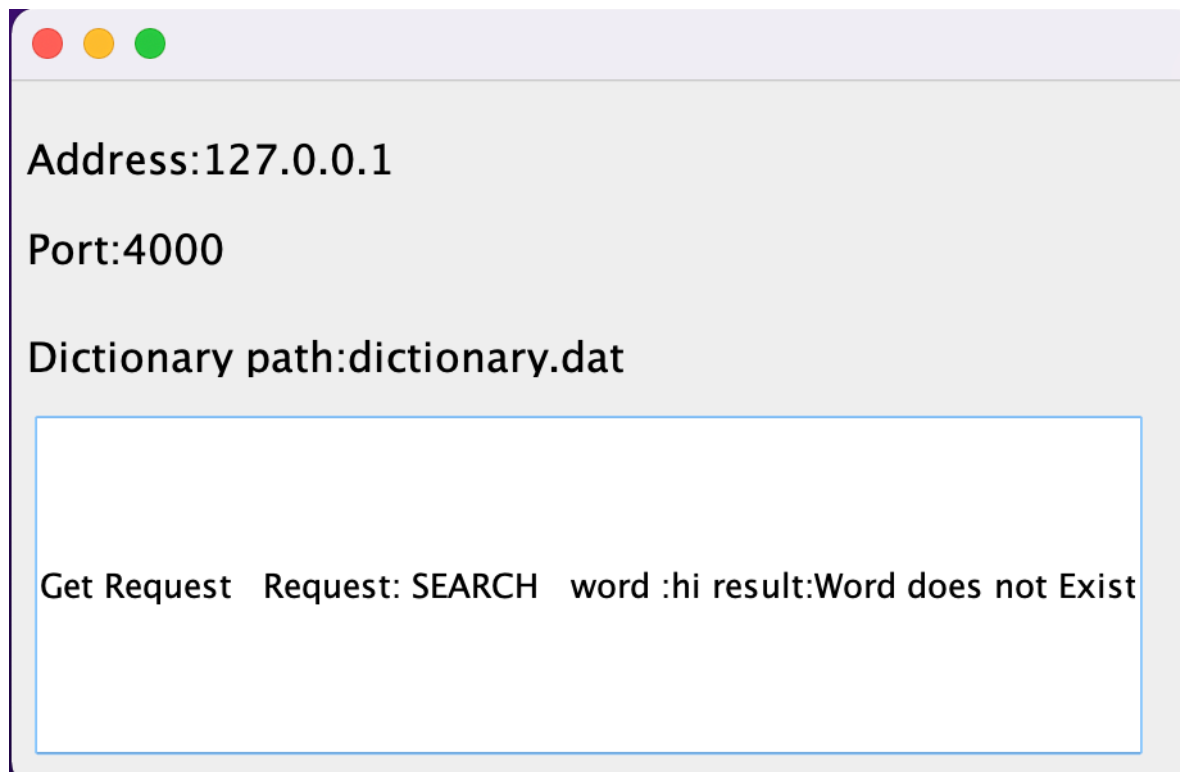 Address:127.0.0.1
Port:4000
Dictionary path:dictionary.dat
Get Request   Request: SEARCH   word :hi result:Word does not Exist